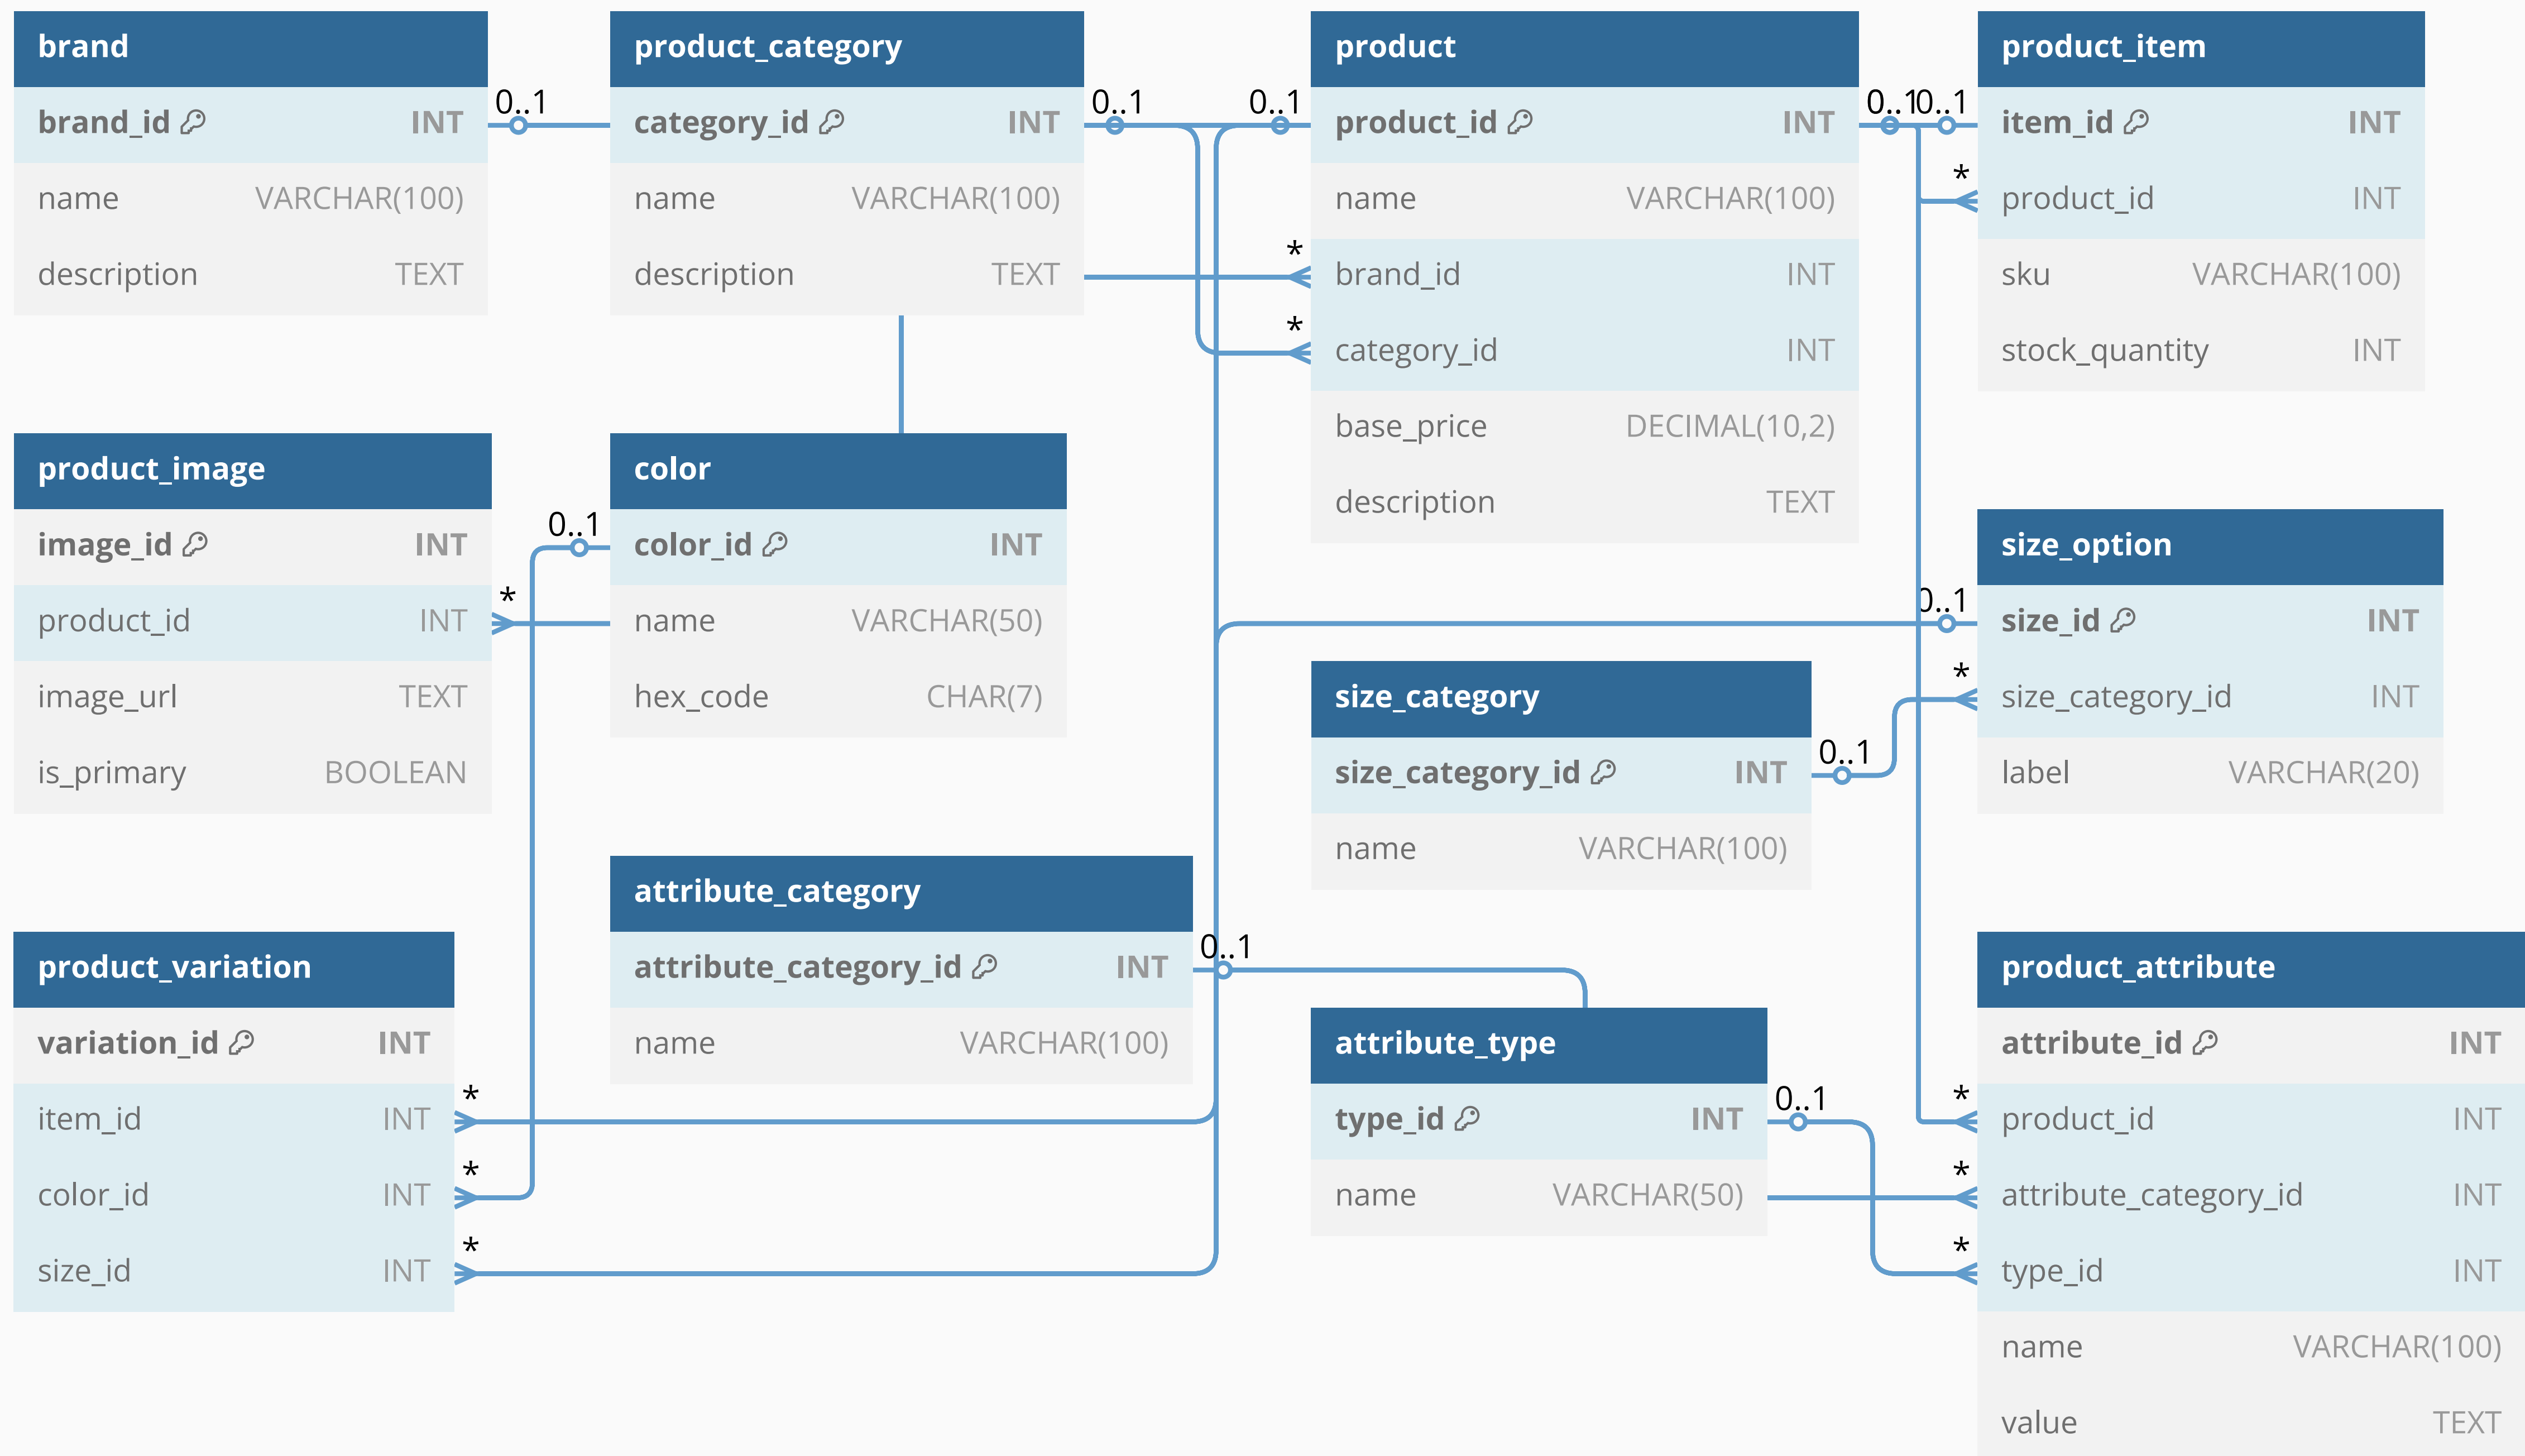 brand
brand_id INT
name VARCHAR(100)
description TEXT
0..1
product_category
category_id INT
name VARCHAR(100)
description TEXT
0..1
0..1
*
*
product
product_id INT
name VARCHAR(100)
brand_id INT
category_id INT
base_price DECIMAL(10,2)
description TEXT
0..1
0..1
*
product_item
item_id INT
product_id INT
sku VARCHAR(100)
stock_quantity INT
product_image
image_id INT
product_id INT
image_url TEXT
is_primary BOOLEAN
*
0..1
color
color_id INT
name VARCHAR(50)
hex_code CHAR(7)
size_category
size_category_id INT
name VARCHAR(100)
0..1
0..1
*
size_option
size_id INT
size_category_id INT
label VARCHAR(20)
product_variation
variation_id INT
item_id INT
color_id INT
size_id INT
*
*
*
attribute_category
attribute_category_id INT
name VARCHAR(100)
0..1
attribute_type
type_id INT
name VARCHAR(50)
0..1
*
*
*
product_attribute
attribute_id INT
product_id INT
attribute_category_id INT
type_id INT
name VARCHAR(100)
value TEXT